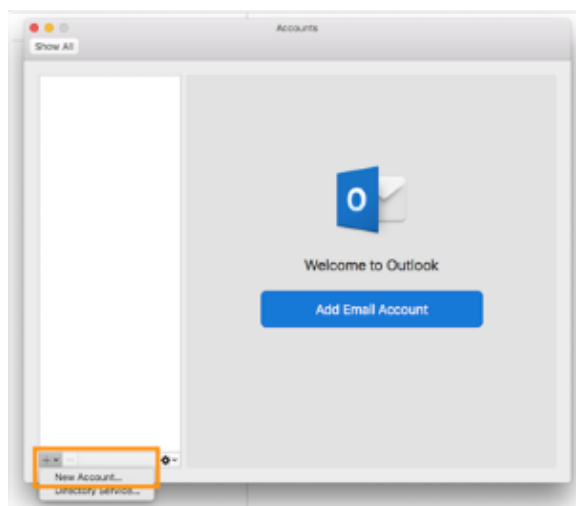 Accounts
Show All
O
Welcome to Outlook
Add Email Account
New Account...
Directory Service...